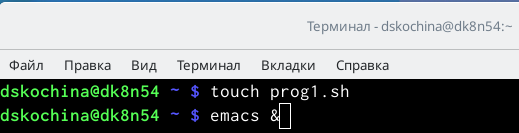 Терминал - dskochina@dk8n54:~
Файл Правка Вид Терминал Вкладки Справка
dskochina@dk8n54 ~ $ touch prog1.sh
dskochina@dk8n54 ~ $ emacs &